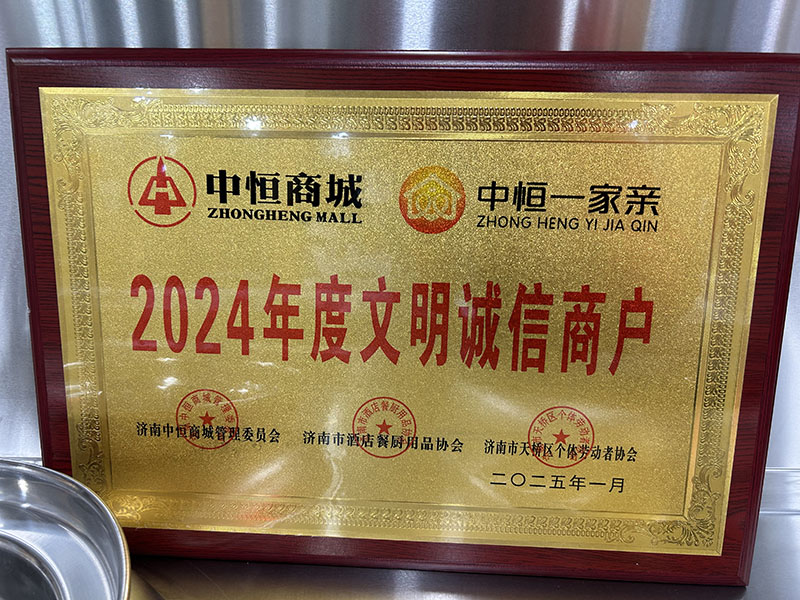 中恒商城
ZHONGHENG MALL
中恒一家亲
ZHONG HENG YI JIA QIN
2024年度文明诚信商户
济南中恒商城管理委员会
济南市酒店餐厨用品协会
济南市天桥区个体劳动者协会
二〇二五年一月